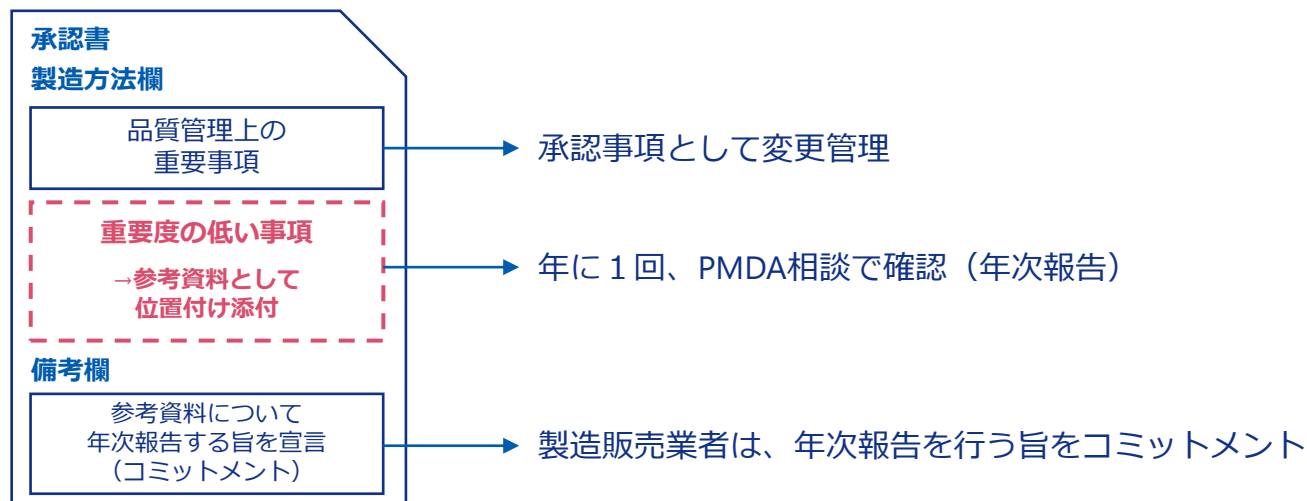 承認書
製造方法欄
品質管理上の
重要事項
承認事項として変更管理
重要度の低い事項
→参考資料として
位置付け添付
年に１回、PMDA相談で確認（年次報告）
備考欄
参考資料について
年次報告する旨を宣言
（コミットメント）
製造販売業者は、年次報告を行う旨をコミットメント